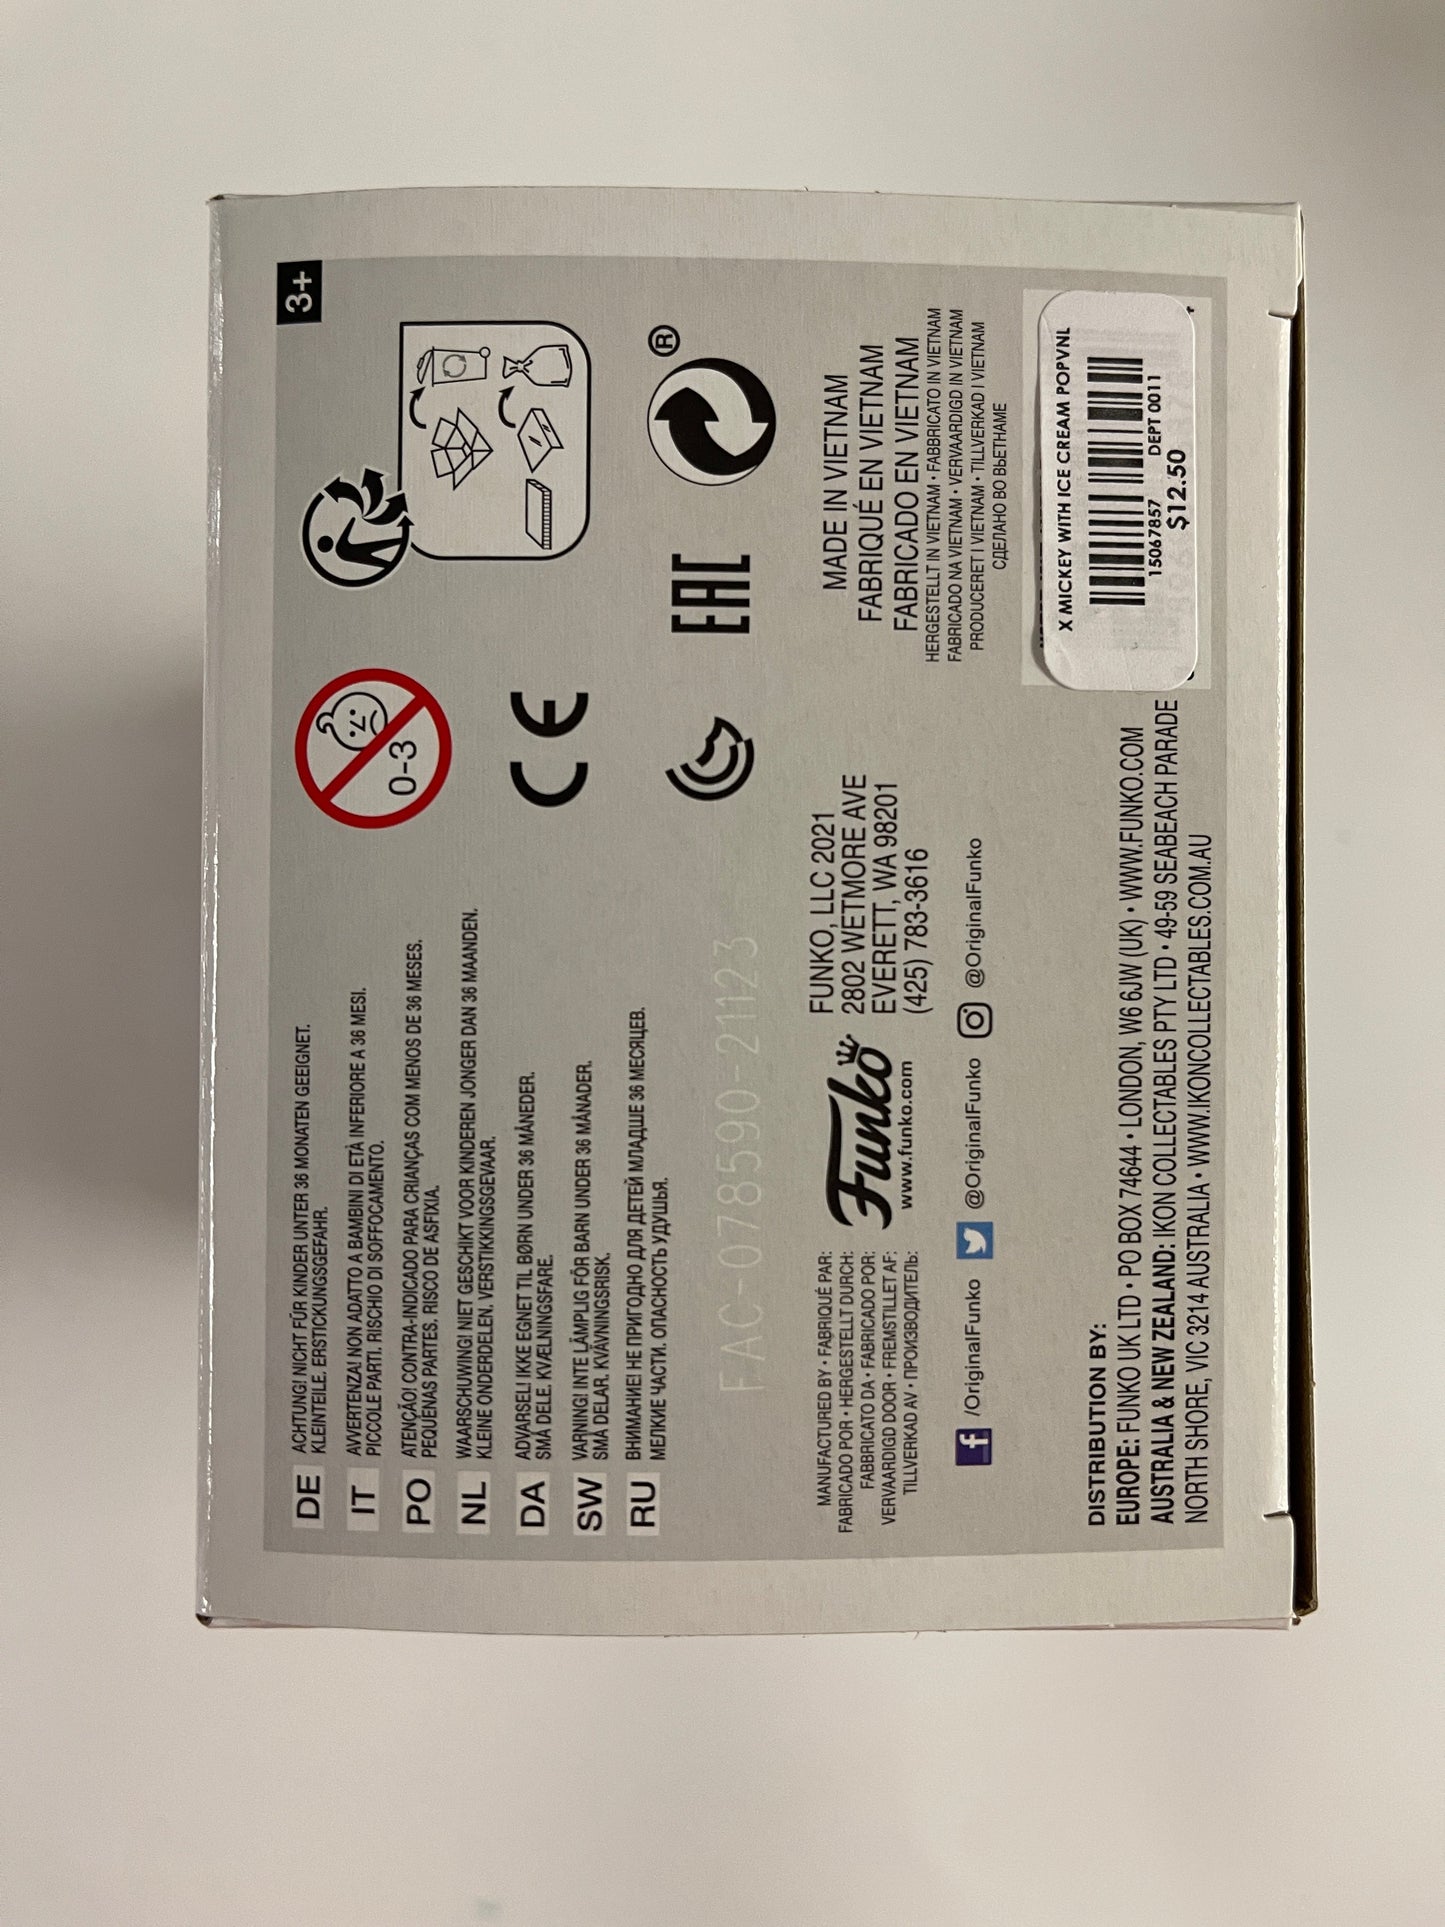 3+
DE
ACHTUNG! NICHT FÜR KINDER UNTER 36 MONATEN GEEIGNET.
KLEINTEILE. ERSTICKUNGSGEFAHR.
IT
AVVERTENZA! NON ADATTO A BAMBINI DI ETÀ INFERIORE A 36 MESI.
PICCOLE PARTI. RISCHIO DI SOFFOCAMENTO.
PO
ATENÇÃO! CONTRA-INDICADO PARA CRIANÇAS COM MENOS DE 36 MESES.
PEQUENAS PARTES. RISCO DE ASFIXIA.
NL
WAARSCHUWING! NIET GESCHIKT VOOR KINDEREN JONGER DAN 36 MAANDEN.
KLEINE ONDERDELEN. VERSTIKKINGSGEVAAR.
DA
ADVARSEL! IKKE EGNET TIL BØRN UNDER 36 MÅNEDER.
SMÅ DELE. KVÆLNINGSFARE.
SW
VARNING! INTE LÄMPLIG FÖR BARN UNDER 36 MÅNADER.
SMÅ DELAR. KVÄVNINGSRISK.
RU
ВНИМАНИЕ! НЕ ПРИГОДНО ДЛЯ ДЕТЕЙ МЛАДШЕ 36 МЕСЯЦЕВ.
МЕЛКИЕ ЧАСТИ. ОПАСНОСТЬ УДУШЬЯ.
0-3
CE
EAC
®
FAC-078590-21123
MANUFACTURED BY • FABRIQUÉ PAR:
FABRICADO POR • HERGESTELLT DURCH:
FABBRICATO DA • FABRICADO POR:
VERVAARDIGD DOOR • FREMSTILLET AF:
TILLVERKAD AV • ПРОИЗВОДИТЕЛЬ:
Funko
www.funko.com
FUNKO, LLC 2021
2802 WETMORE AVE
EVERETT, WA 98201
(425) 783-3616
/OriginalFunko @OriginalFunko @OriginalFunko
MADE IN VIETNAM
FABRIQUÉ EN VIETNAM
FABRICADO EN VIETNAM
HERGESTELLT IN VIETNAM • FABBRICATO IN VIETNAM
FABRICADO NA VIETNAM • VERVAARDIGD IN VIETNAM
PRODUCERET I VIETNAM • TILLVERKAD I VIETNAM
СДЕЛАНО ВО ВЬЕТНАМЕ
DISTRIBUTION BY:
EUROPE: FUNKO UK LTD • PO BOX 74644 • LONDON, W6 6JW (UK) • WWW.FUNKO.COM
AUSTRALIA & NEW ZEALAND: IKON COLLECTABLES PTY LTD • 49-59 SEABEACH PARADE
NORTH SHORE, VIC 3214 AUSTRALIA • WWW.IKONCOLLECTABLES.COM.AU
X MICKEY WITH ICE CREAM POPVNL
15067857 DEPT 0011
$12.50